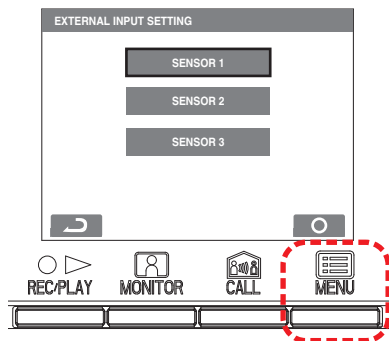 EXTERNAL INPUT SETTING
SENSOR 1
SENSOR 2
SENSOR 3
REC/PLAY MONITOR CALL MENU